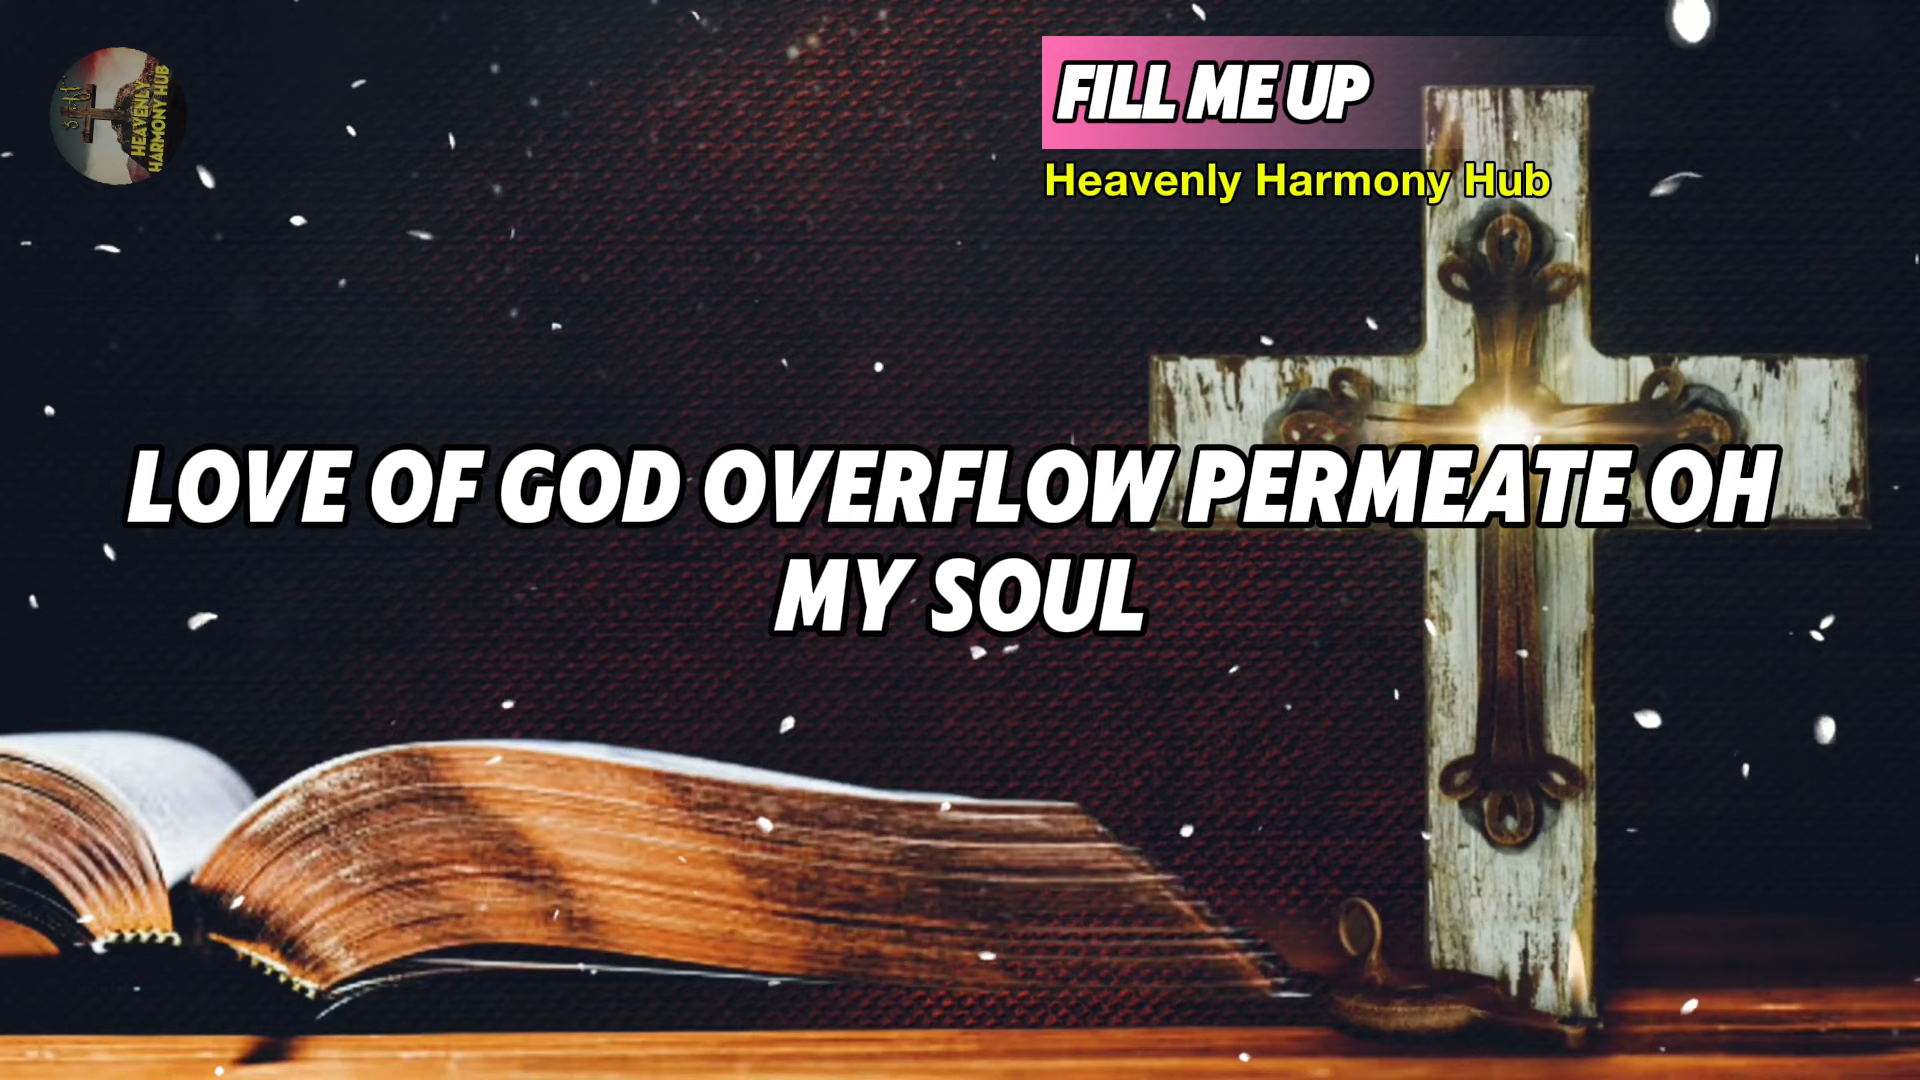 HEAVENLY
HARMONY HUB
FILL ME UP
Heavenly Harmony Hub
LOVE OF GOD OVERFLOW PERMEATE OH
MY SOUL